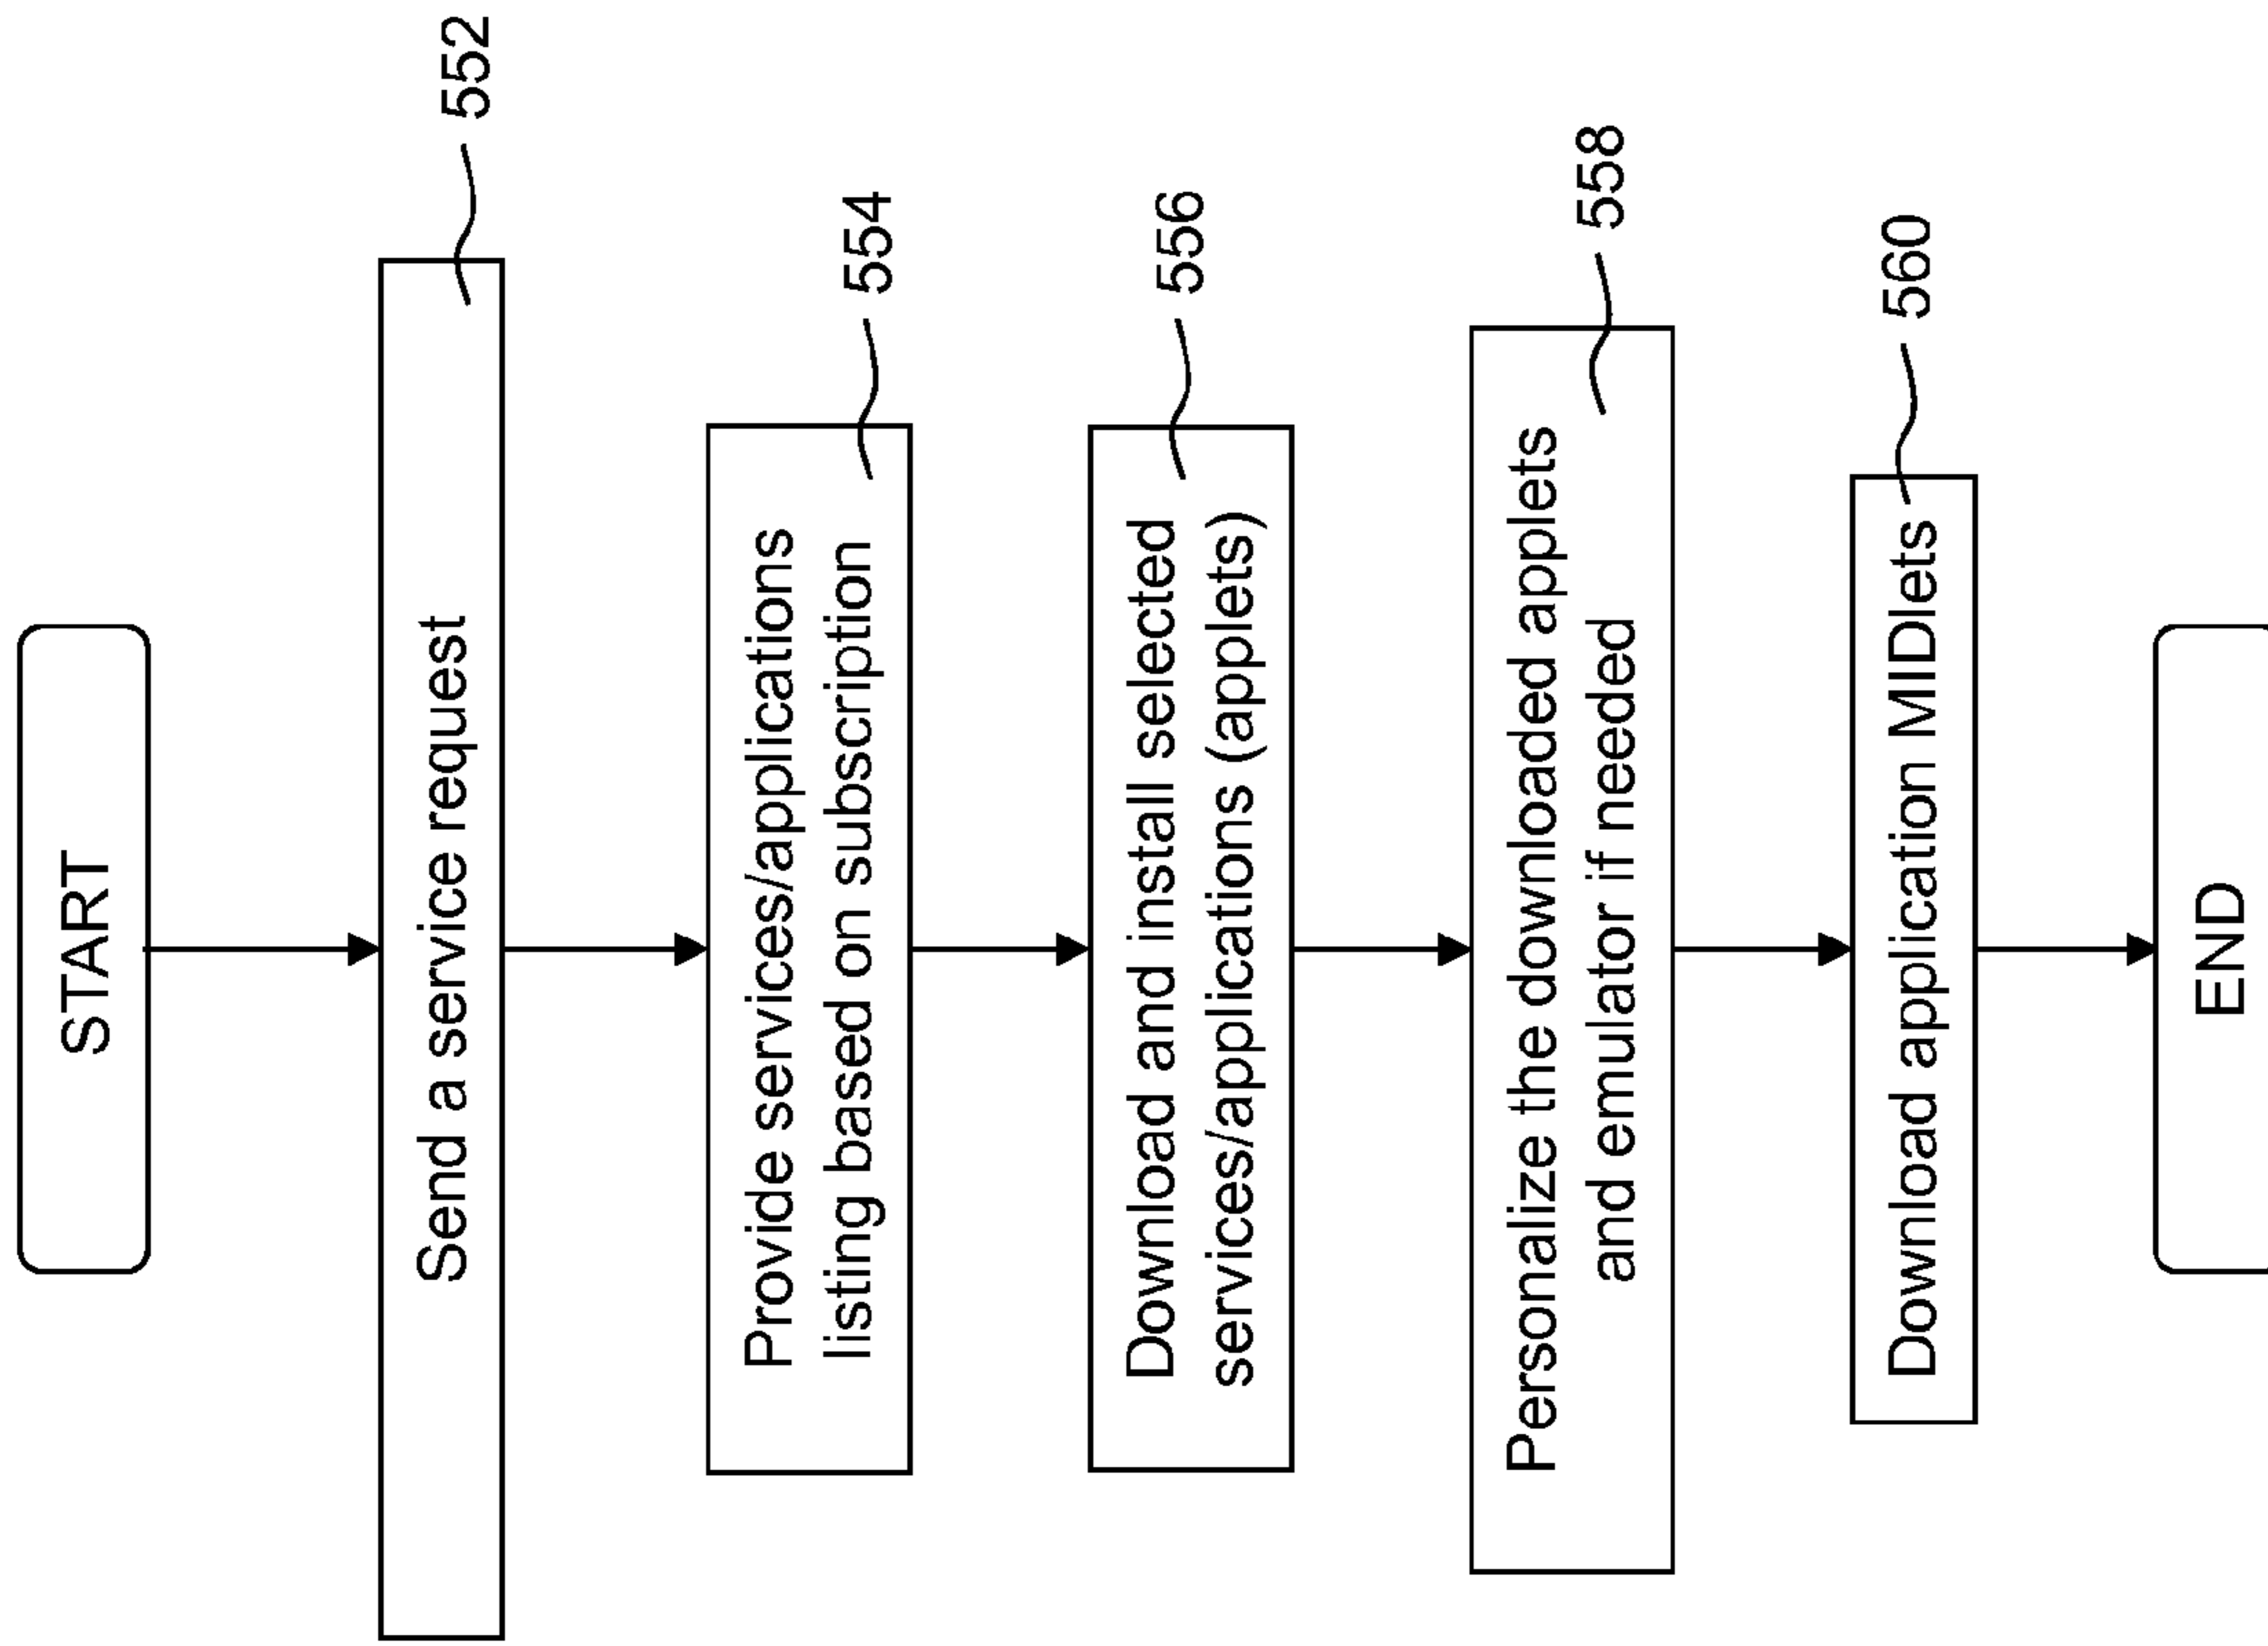 START
Send a service request
552
Provide services/applications
listing based on subscription
554
Download and install selected
services/applications (applets)
556
Personalize the downloaded applets
and emulator if needed
558
Download application MIDlets
560
END